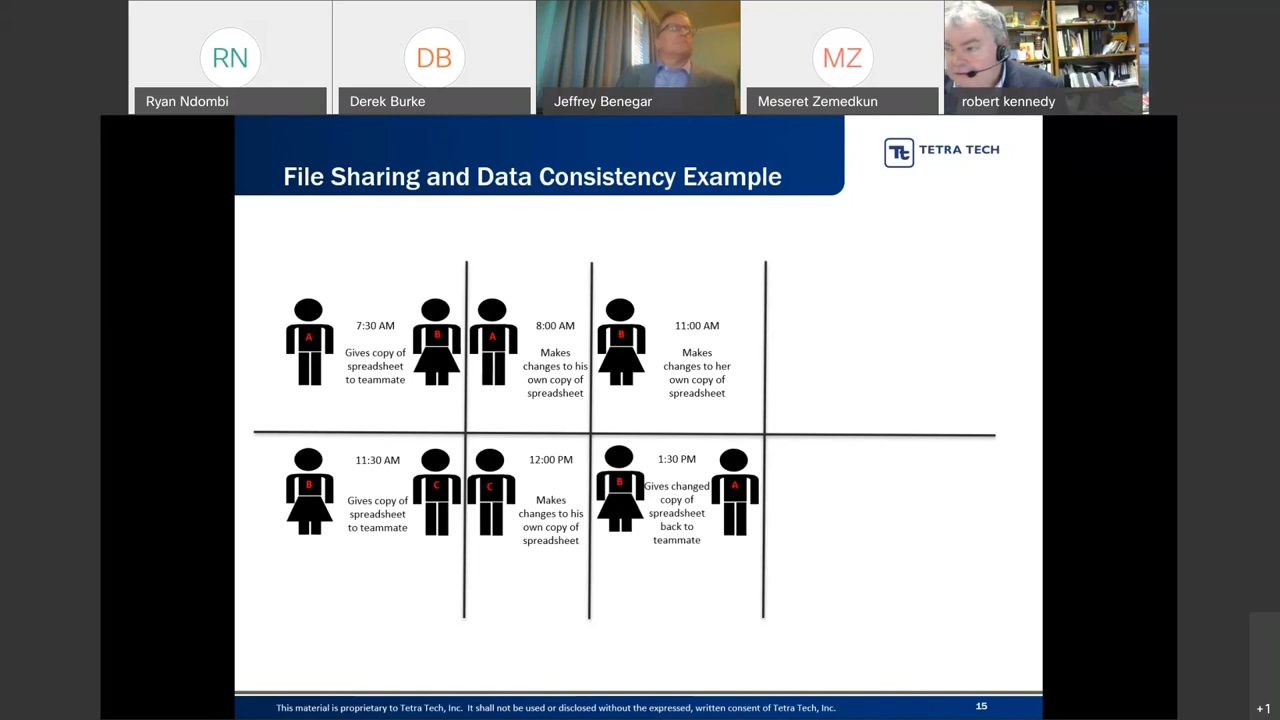 RN
DB
MZ
Ryan Ndombi
Derek Burke
Jeffrey Benegar
Meseret Zemedkun
robert kennedy
Tt
TETRA TECH
File Sharing and Data Consistency Example
A
7:30 AM
Gives copy of
spreadsheet
to teammate
B
A
8:00 AM
Makes
changes to his
own copy of
spreadsheet
B
11:00 AM
Makes
changes to her
own copy of
spreadsheet
B
11:30 AM
Gives copy of
spreadsheet
to teammate
C
C
12:00 PM
Makes
changes to his
own copy of
spreadsheet
B
1:30 PM
Gives changed
copy of
spreadsheet
back to
teammate
A
This material is proprietary to Tetra Tech, Inc. It shall not be used or disclosed without the expressed, written consent of Tetra Tech, Inc.
15
+1